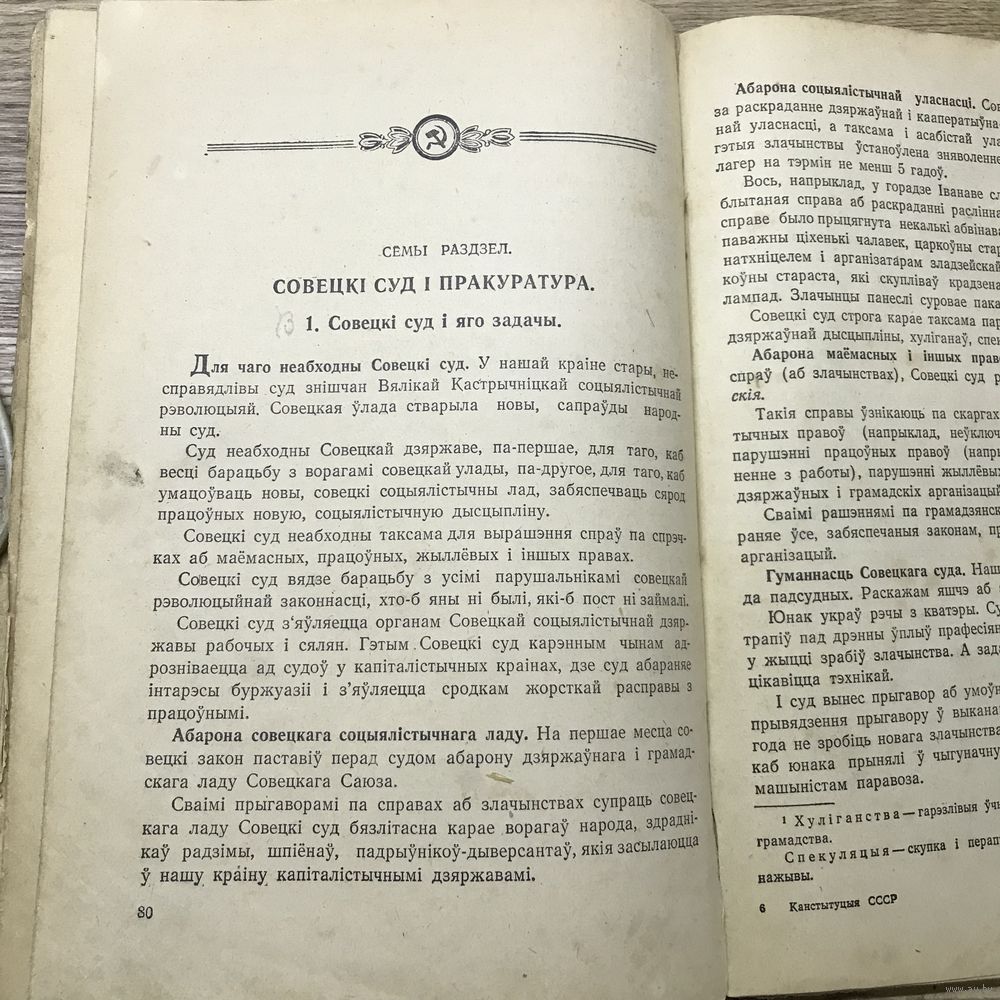 СЁМЫ РАЗДЗЕЛ.
СОВЕЦКІ СУД І ПРАКУРАТУРА.
1. Совецкі суд і яго задачы.
Для чаго неабходны Совецкі суд. У нашай краіне стары, не-
справядлівы суд знішчан Вялікай Кастрычніцкай соцыялістычнай
рэволюцыяй. Совецкая ўлада стварыла новы, сапраўды народ-
ны суд.
Суд неабходны Совецкай дзяржаве, па-першае, для таго, каб
весці барацьбу з ворагамі совецкай улады, па-другое, для таго, каб
умацоўваць новы, совецкі соцыялістычны лад, забяспечваць сярод
працоўных новую, соцыялістычную дысцыпліну.
Совецкі суд неабходны таксама для вырашэння спраў па спрэч-
ках аб маёмасных, працоўных, жыллёвых і іншых правах.
Совецкі суд вядзе барацьбу з усімі парушальнікамі совецкай
рэволюцыйнай законнасці, хто-б яны ні былі, які-б пост ні займалі.
Совецкі суд з'яўляецца органам Совецкай соцыялістычнай дзяр-
жавы рабочых і сялян. Гэтым Совецкі суд карэнным чынам ад-
розніваецца ад судоў у капіталістычных краінах, дзе суд абараняе
інтарэсы буржуазіі і з'яўляецца сродкам жорсткай расправы з
працоўнымі.
Абарона совецкага соцыялістычнага ладу. На першае месца со-
вецкі закон паставіў перад судом абарону дзяржаўнага і грамад-
скага ладу Совецкага Саюза.
Сваімі прыгаворамі па справах аб злачынствах супраць совец-
кага ладу Совецкі суд бязлітасна карае ворагаў народа, здрадні-
каў радзімы, шпіёнаў, падрыўнікоў-дыверсантаў, якія засылаюцца
ў нашу краіну капіталістычнымі дзяржавамі.
80
Абарона соцыялістычнай уласнасці. Сов
за раскраданне дзяржаўнай і кааператыўна
най уласнасці, а таксама і асабістай ула
гэтыя злачынствы ўстаноўлена зняволенне
лагер на тэрмін не менш 5 гадоў.
Вось, напрыклад, у горадзе Іванаве сл
блытаная справа аб раскраданні раслінна
справе было прыцягнута некалькі абвінава
паважны ціхенькі чалавек, царкоўны стар
натхніцелем і арганізатарам зладзейскай
коўны стараста, які скупліваў крадзена
лампад. Злачынцы панеслі суровае пака
Совецкі суд строга карае таксама пар
дзяржаўнай дысцыпліны, хуліганаў, спек
Абарона маёмасных і іншых право
спраў (аб злачынствах), Совецкі суд р
скія.
Такія справы ўзнікаюць па скаргах
тычных правоў (напрыклад, неўключ
парушэнні працоўных правоў (напры
ненне з работы), парушэнні жыллёвых
дзяржаўных і грамадскіх арганізацый
Сваімі рашэннямі па грамадзянск
раняе ўсе, забяспечаныя законам, пр
арганізацый.
Гуманнасць Совецкага суда. Наш
да падсудных. Раскажам яшчэ аб
Юнак украў рэчы з кватэры. Су
трапіў пад дрэнны ўплыў прафесіян
у жыцці зрабіў злачынства. А зада
цікавіцца тэхнікай.
І суд вынес прыгавор аб умоўн
прывядзення прыгавору ў выкана
года не зробіць новага злачынства
каб юнака прынялі ў чыгуначну
машыністам паравоза.
¹ Хуліганства — гарэзлівыя ўчы
грамадства.
Спекуляцыя — скупка і перап
нажывы.
6 Канстытуцыя СССР
www.au.by